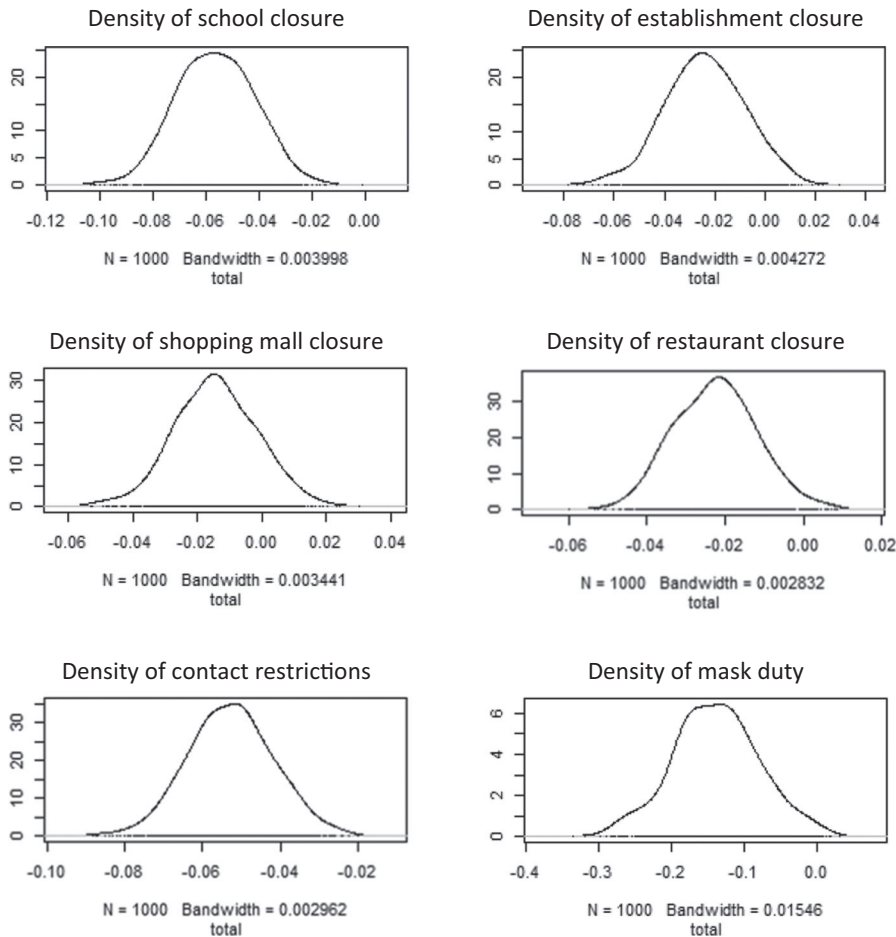 Density of school closure
20
10
5
0
-0.12 -0.10 -0.08 -0.06 -0.04 -0.02 0.00
N = 1000 Bandwidth = 0.003998
total
Density of establishment closure
20
10
5
0
-0.08 -0.06 -0.04 -0.02 0.00 0.02 0.04
N = 1000 Bandwidth = 0.004272
total
Density of shopping mall closure
30
20
10
0
-0.06 -0.04 -0.02 0.00 0.02 0.04
N = 1000 Bandwidth = 0.003441
total
Density of restaurant closure
30
20
10
0
-0.06 -0.04 -0.02 0.00 0.02
N = 1000 Bandwidth = 0.002832
total
Density of contact restrictions
30
20
10
0
-0.10 -0.08 -0.06 -0.04 -0.02
N = 1000 Bandwidth = 0.002962
total
Density of mask duty
6
4
2
0
-0.4 -0.3 -0.2 -0.1 0.0
N = 1000 Bandwidth = 0.01546
total